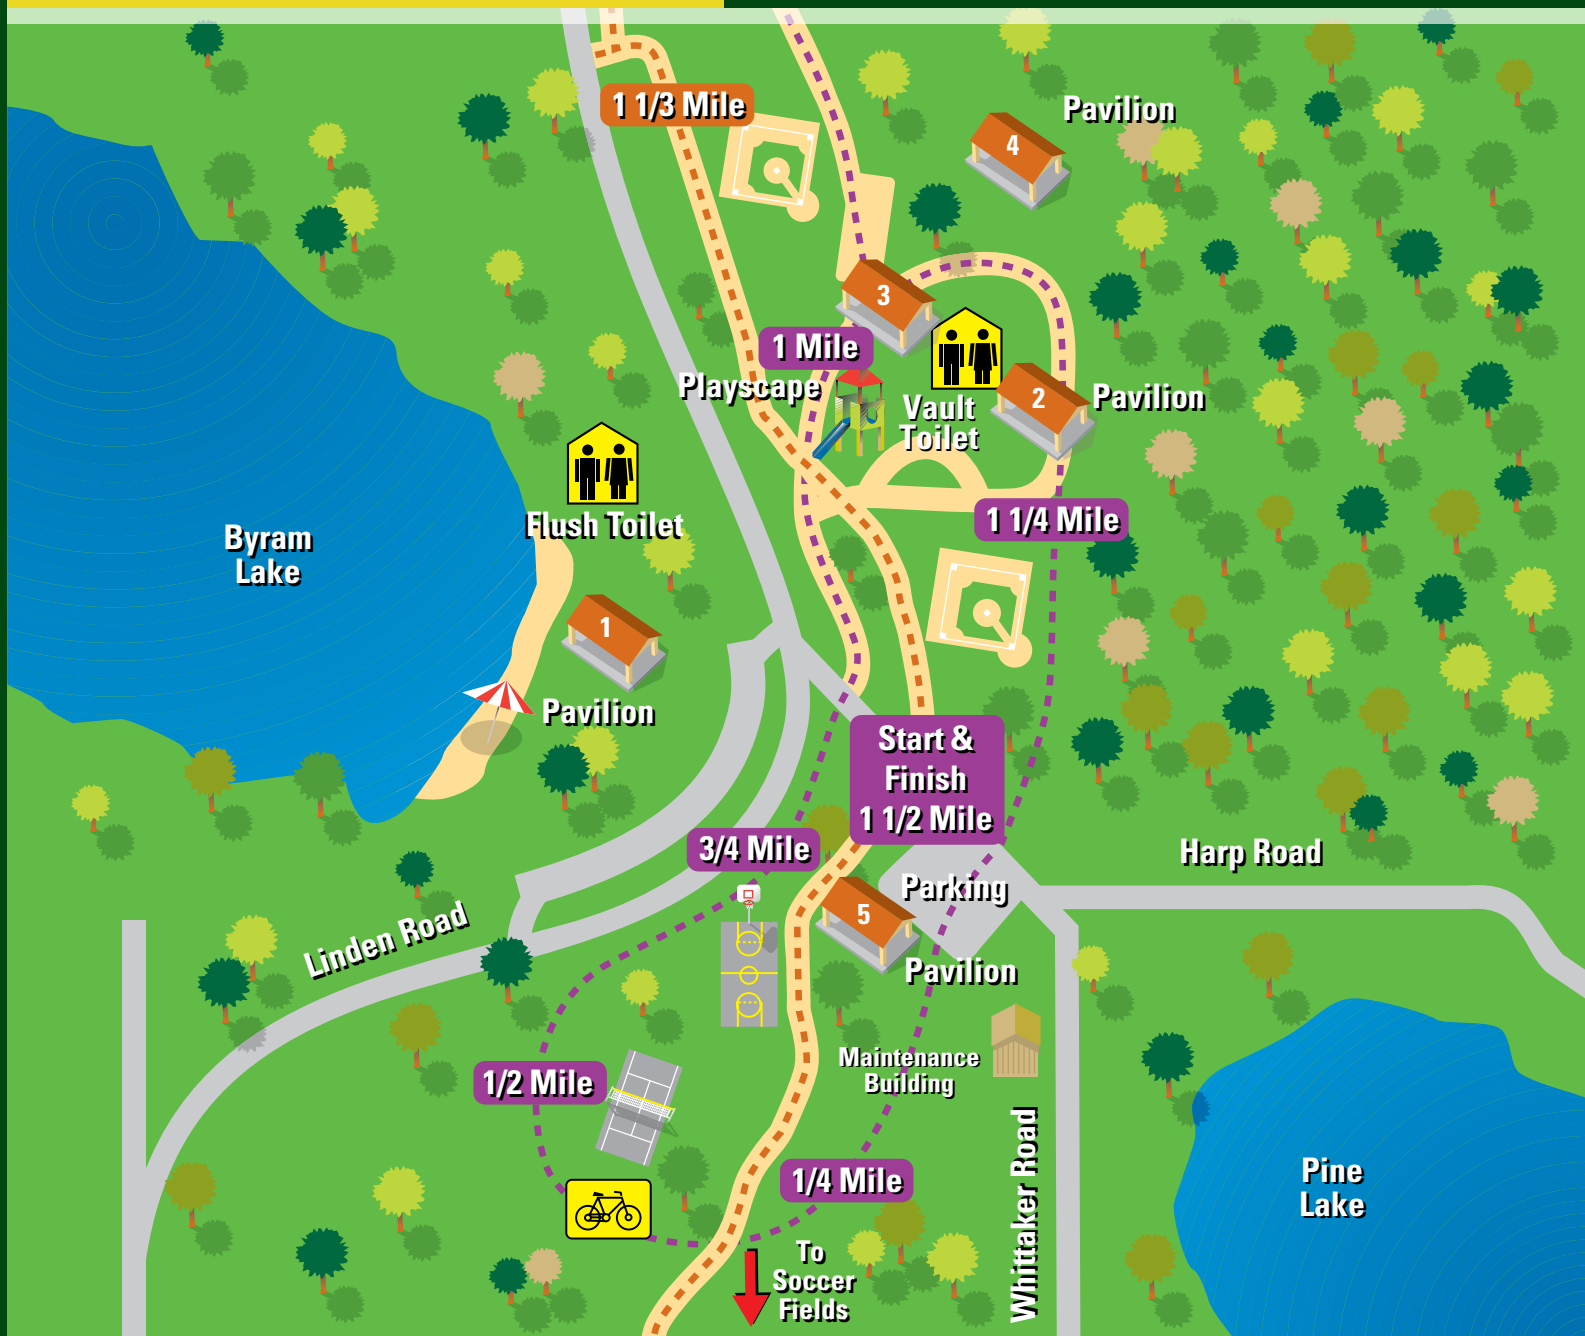 1 1/3 Mile
Pavilion
4
3
1 Mile
Playscape
2
Pavilion
Vault
Toilet
Flush Toilet
1 1/4 Mile
Byram
Lake
1
Pavilion
Start &
Finish
1 1/2 Mile
3/4 Mile
Harp Road
Parking
5
Linden Road
Pavilion
Maintenance
Building
1/2 Mile
Whittaker Road
1/4 Mile
Pine
Lake
To
Soccer
Fields